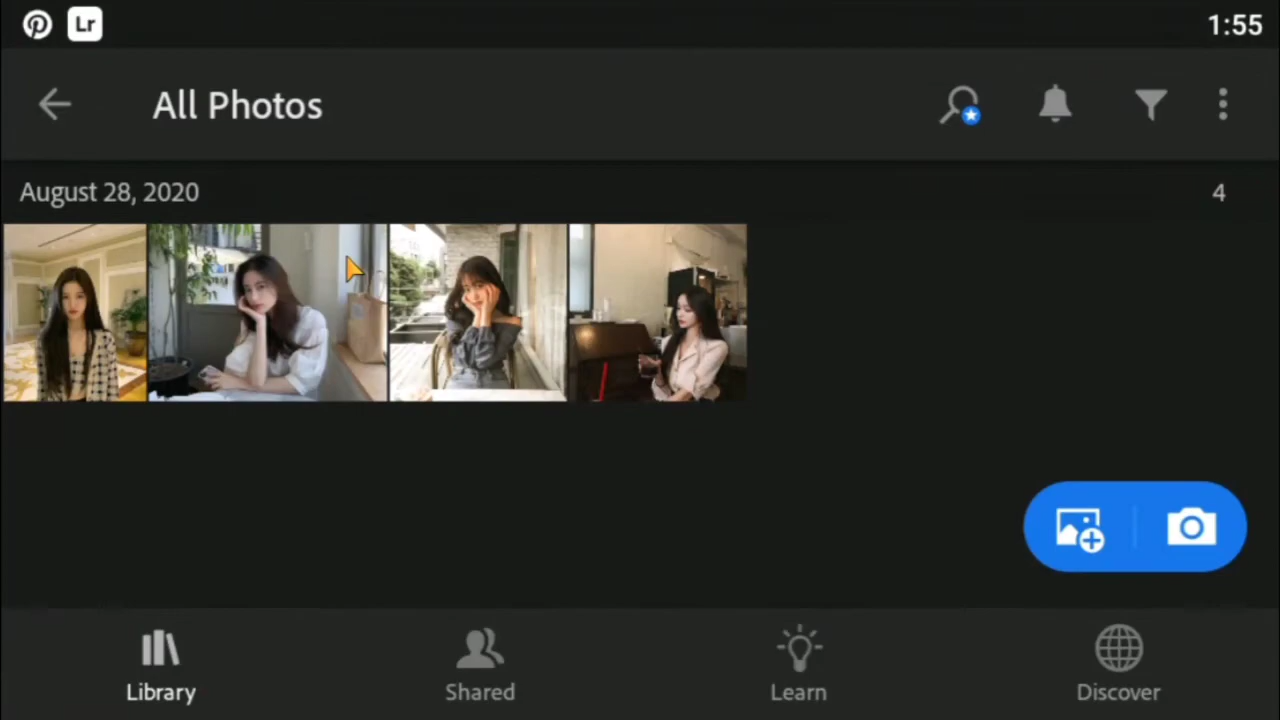 Lr
1:55
All Photos
August 28, 2020
4
Library
Shared
Learn
Discover